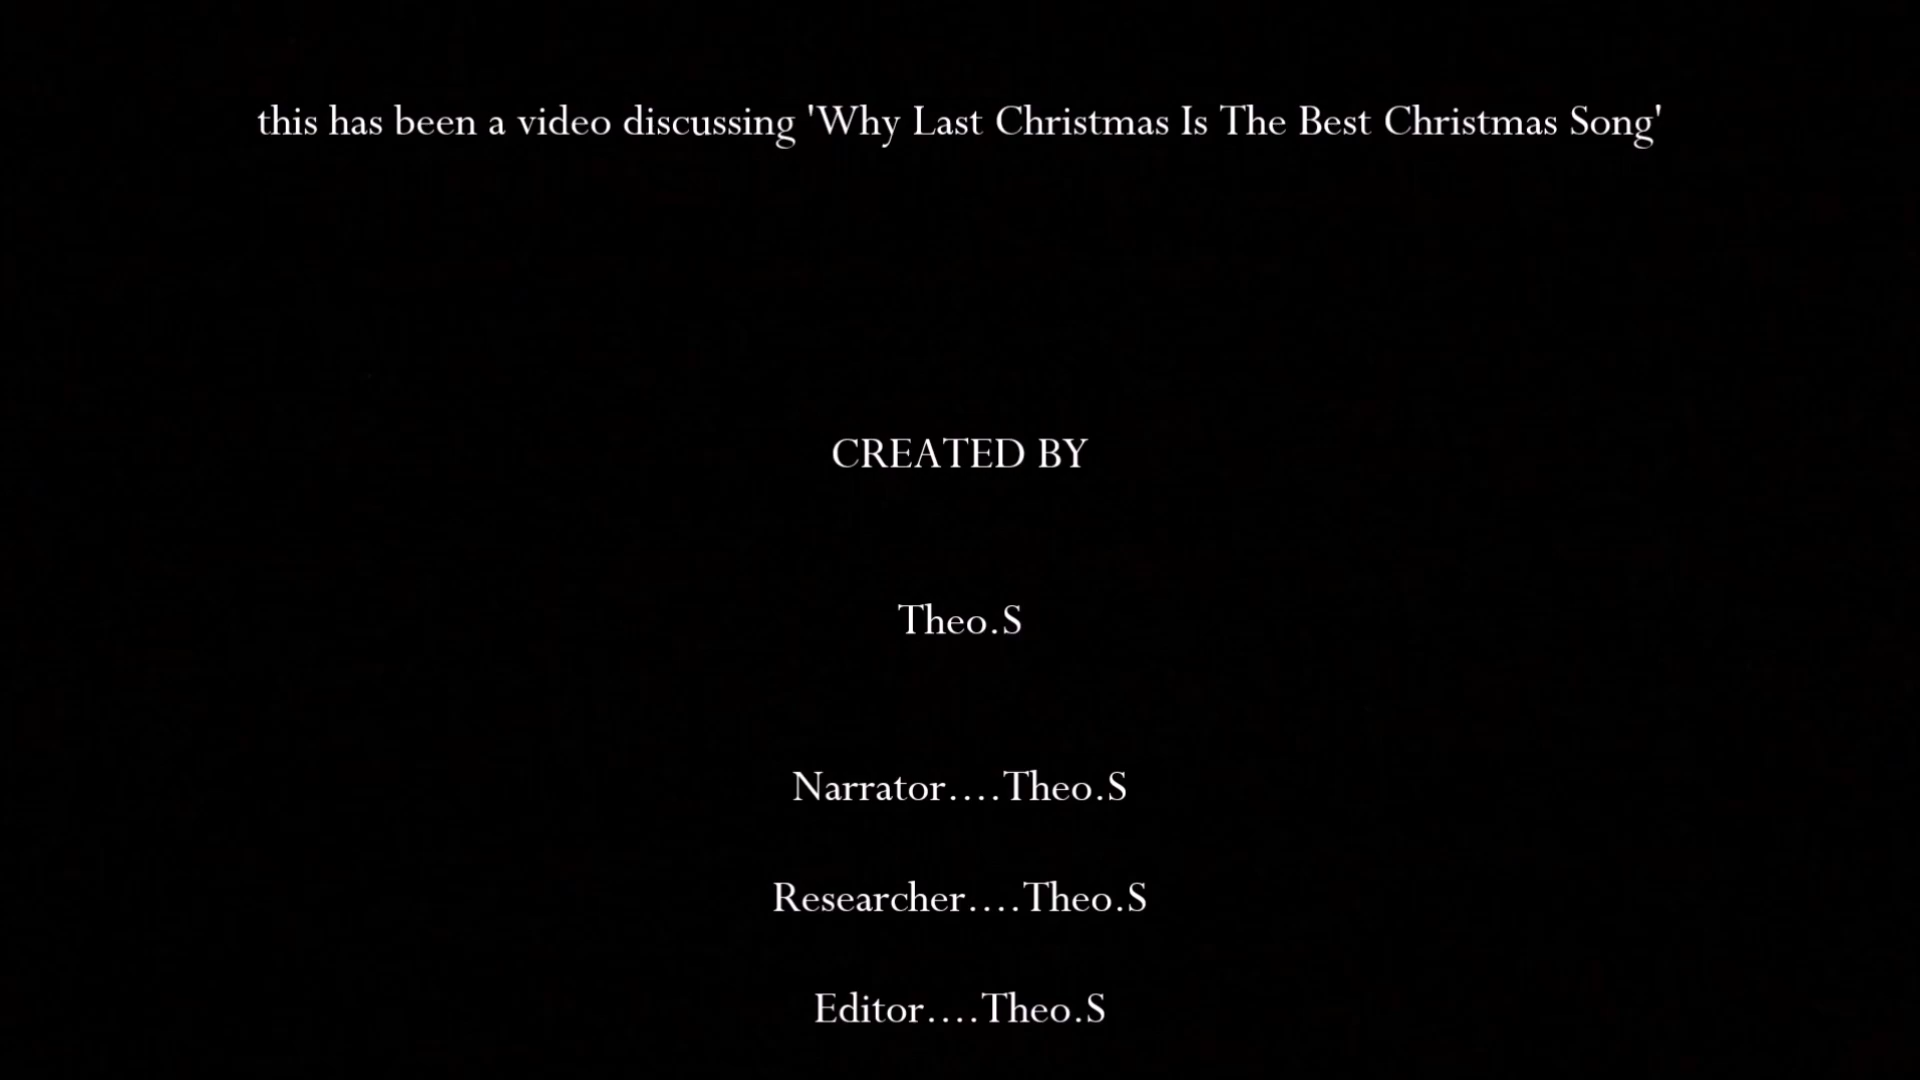 this has been a video discussing 'Why Last Christmas Is The Best Christmas Song'
CREATED BY
Theo.S
Narrator....Theo.S
Researcher....Theo.S
Editor....Theo.S